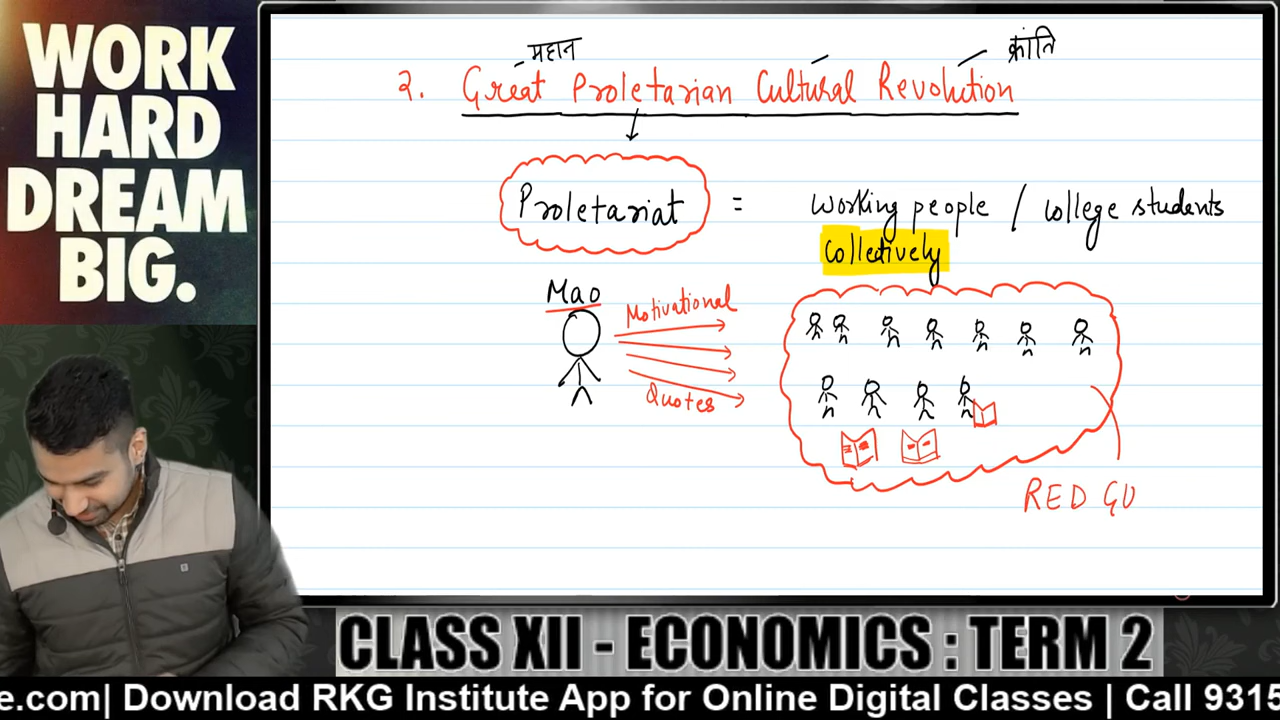 WORK
HARD
DREAM
BIG.
महान
क्रांति
2. Great Proletarian Cultural Revolution
Proletariat = working people / college students
collectively
Mao
Motivational
Quotes
RED GU
CLASS XII - ECONOMICS : TERM 2
e.com| Download RKG Institute App for Online Digital Classes | Call 9315